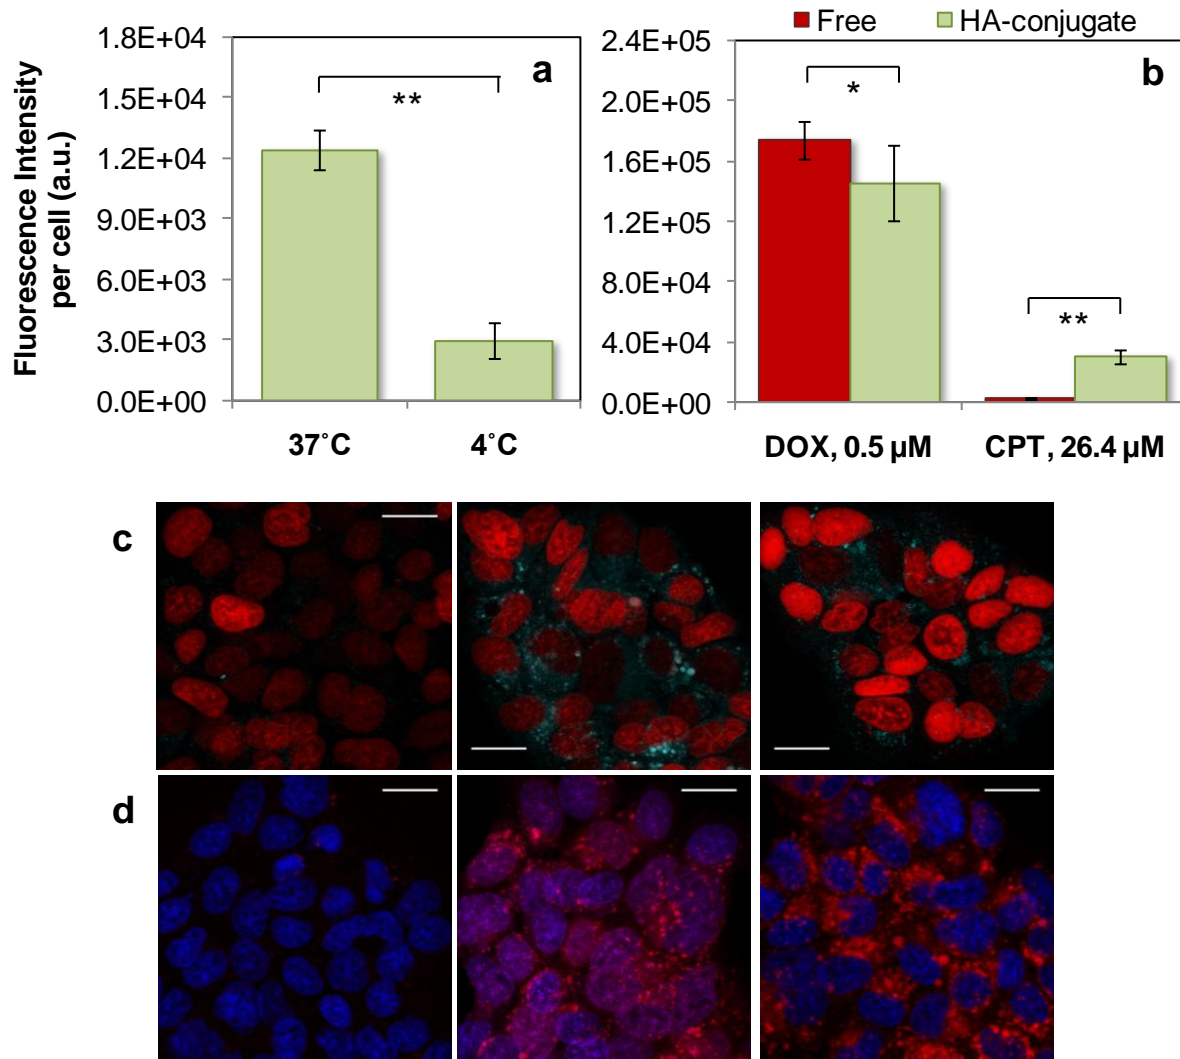 Free
HA-conjugate
Fluorescence Intensity
per cell (a.u.)
1.8E+04
1.5E+04
1.2E+04
9.0E+03
6.0E+03
3.0E+03
0.0E+00
a
**
37˚C
4˚C
2.4E+05
2.0E+05
1.6E+05
1.2E+05
8.0E+04
4.0E+04
0.0E+00
b
*
**
DOX, 0.5 µM
CPT, 26.4 µM
c
d